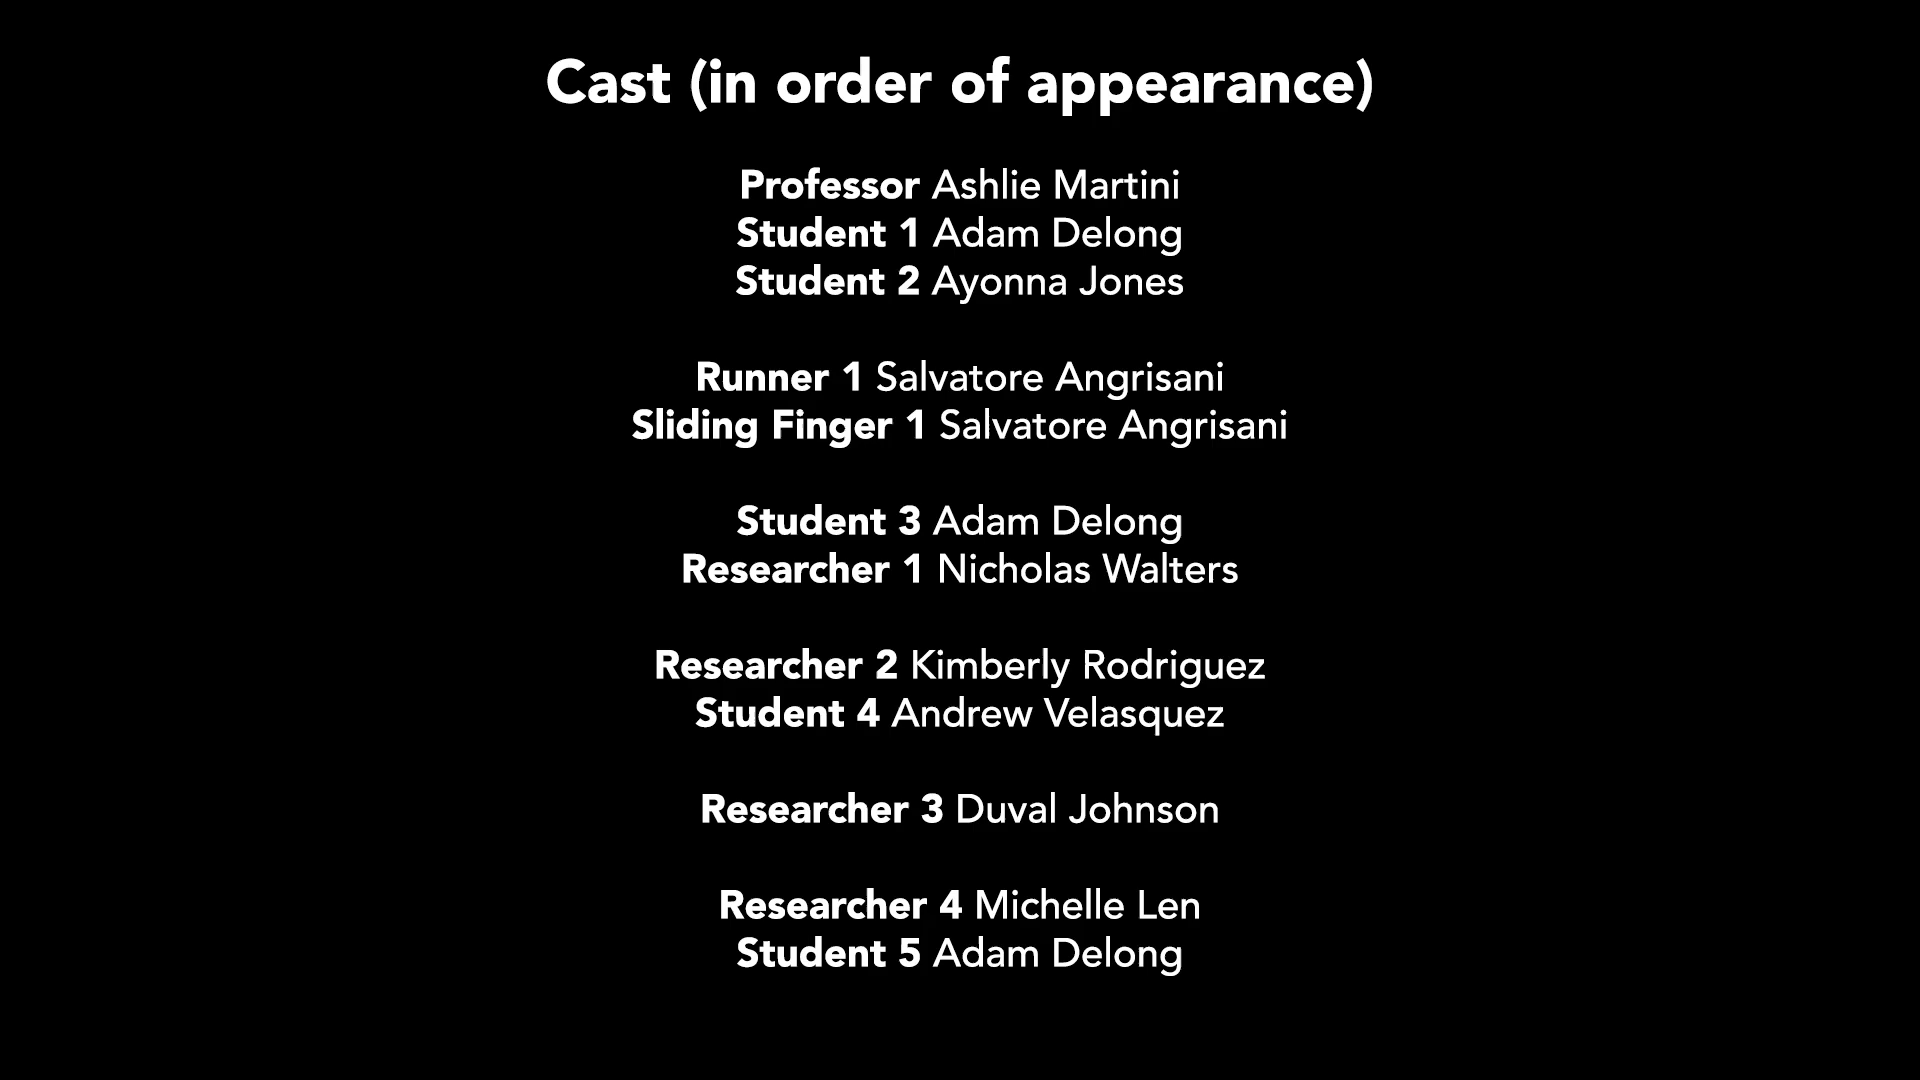 Cast (in order of appearance)
Professor Ashlie Martini
Student 1 Adam Delong
Student 2 Ayonna Jones
Runner 1 Salvatore Angrisani
Sliding Finger 1 Salvatore Angrisani
Student 3 Adam Delong
Researcher 1 Nicholas Walters
Researcher 2 Kimberly Rodriguez
Student 4 Andrew Velasquez
Researcher 3 Duval Johnson
Researcher 4 Michelle Len
Student 5 Adam Delong